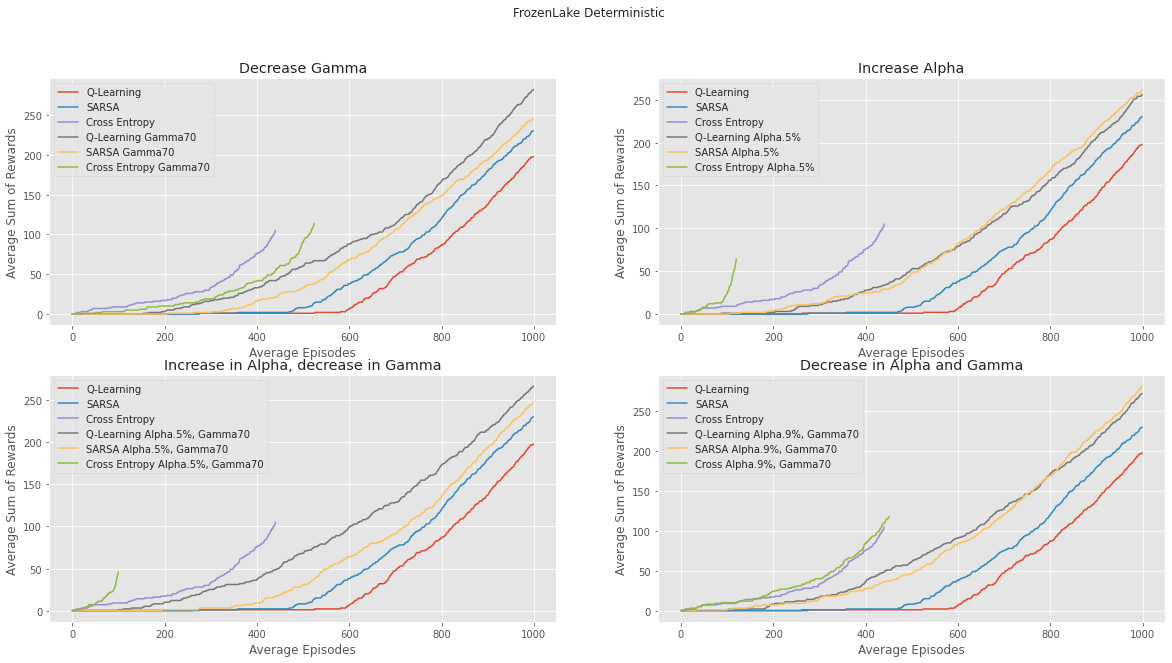 FrozenLake Deterministic
Decrease Gamma
Average Sum of Rewards
250
200
150
100
50
0
Q-Learning
SARSA
Cross Entropy
Q-Learning Gamma70
SARSA Gamma70
Cross Entropy Gamma70
0 200 400 600 800 1000
Average Episodes
Increase Alpha
Average Sum of Rewards
250
200
150
100
50
0
Q-Learning
SARSA
Cross Entropy
Q-Learning Alpha.5%
SARSA Alpha.5%
Cross Entropy Alpha.5%
0 200 400 600 800 1000
Average Episodes
Increase in Alpha, decrease in Gamma
Average Sum of Rewards
250
200
150
100
50
0
Q-Learning
SARSA
Cross Entropy
Q-Learning Alpha.5%, Gamma70
SARSA Alpha.5%, Gamma70
Cross Entropy Alpha.5%, Gamma70
0 200 400 600 800 1000
Average Episodes
Decrease in Alpha and Gamma
Average Sum of Rewards
250
200
150
100
50
0
Q-Learning
SARSA
Cross Entropy
Q-Learning Alpha.9%, Gamma70
SARSA Alpha.9%, Gamma70
Cross Alpha.9%, Gamma70
0 200 400 600 800 1000
Average Episodes